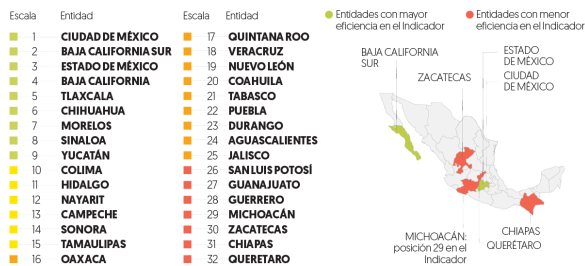 Escala Entidad
1 CIUDAD DE MÉXICO
2 BAJA CALIFORNIA SUR
3 ESTADO DE MÉXICO
4 BAJA CALIFORNIA
5 TLAXCALA
6 CHIHUAHUA
7 MORELOS
8 SINALOA
9 YUCATÁN
10 COLIMA
11 HIDALGO
12 NAYARIT
13 CAMPECHE
14 SONORA
15 TAMAULIPAS
16 OAXACA
Escala Entidad
17 QUINTANA ROO
18 VERACRUZ
19 NUEVO LEÓN
20 COAHUILA
21 TABASCO
22 PUEBLA
23 DURANGO
24 AGUASCALIENTES
25 JALISCO
26 SAN LUIS POTOSÍ
27 GUANAJUATO
28 GUERRERO
29 MICHOACÁN
30 ZACATECAS
31 CHIAPAS
32 QUERETARO
Entidades con mayor
eficiencia en el Indicador
Entidades con menor
eficiencia en el Indicador
BAJA CALIFORNIA
SUR
ZACATECAS
ESTADO
DE MÉXICO
CIUDAD
DE MÉXICO
MICHOACÁN:
posición 29 en el
Indicador
CHIAPAS
QUERÉTARO